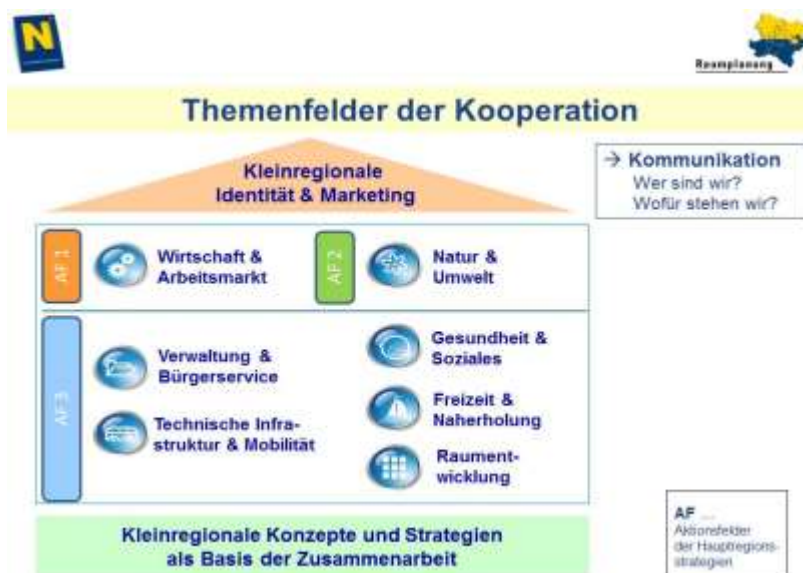 N
Raumplanung
Themenfelder der Kooperation
Kleinregionale
Identität & Marketing
→ Kommunikation
Wer sind wir?
Wofür stehen wir?
AF 1
Wirtschaft &
Arbeitsmarkt
AF 2
Natur &
Umwelt
AF 3
Verwaltung &
Bürgerservice
Technische Infra-
struktur & Mobilität
Gesundheit &
Soziales
Freizeit &
Naherholung
Raument-
wicklung
Kleinregionale Konzepte und Strategien
als Basis der Zusammenarbeit
AF ...
Aktionsfelder
der Hauptregions-
strategien